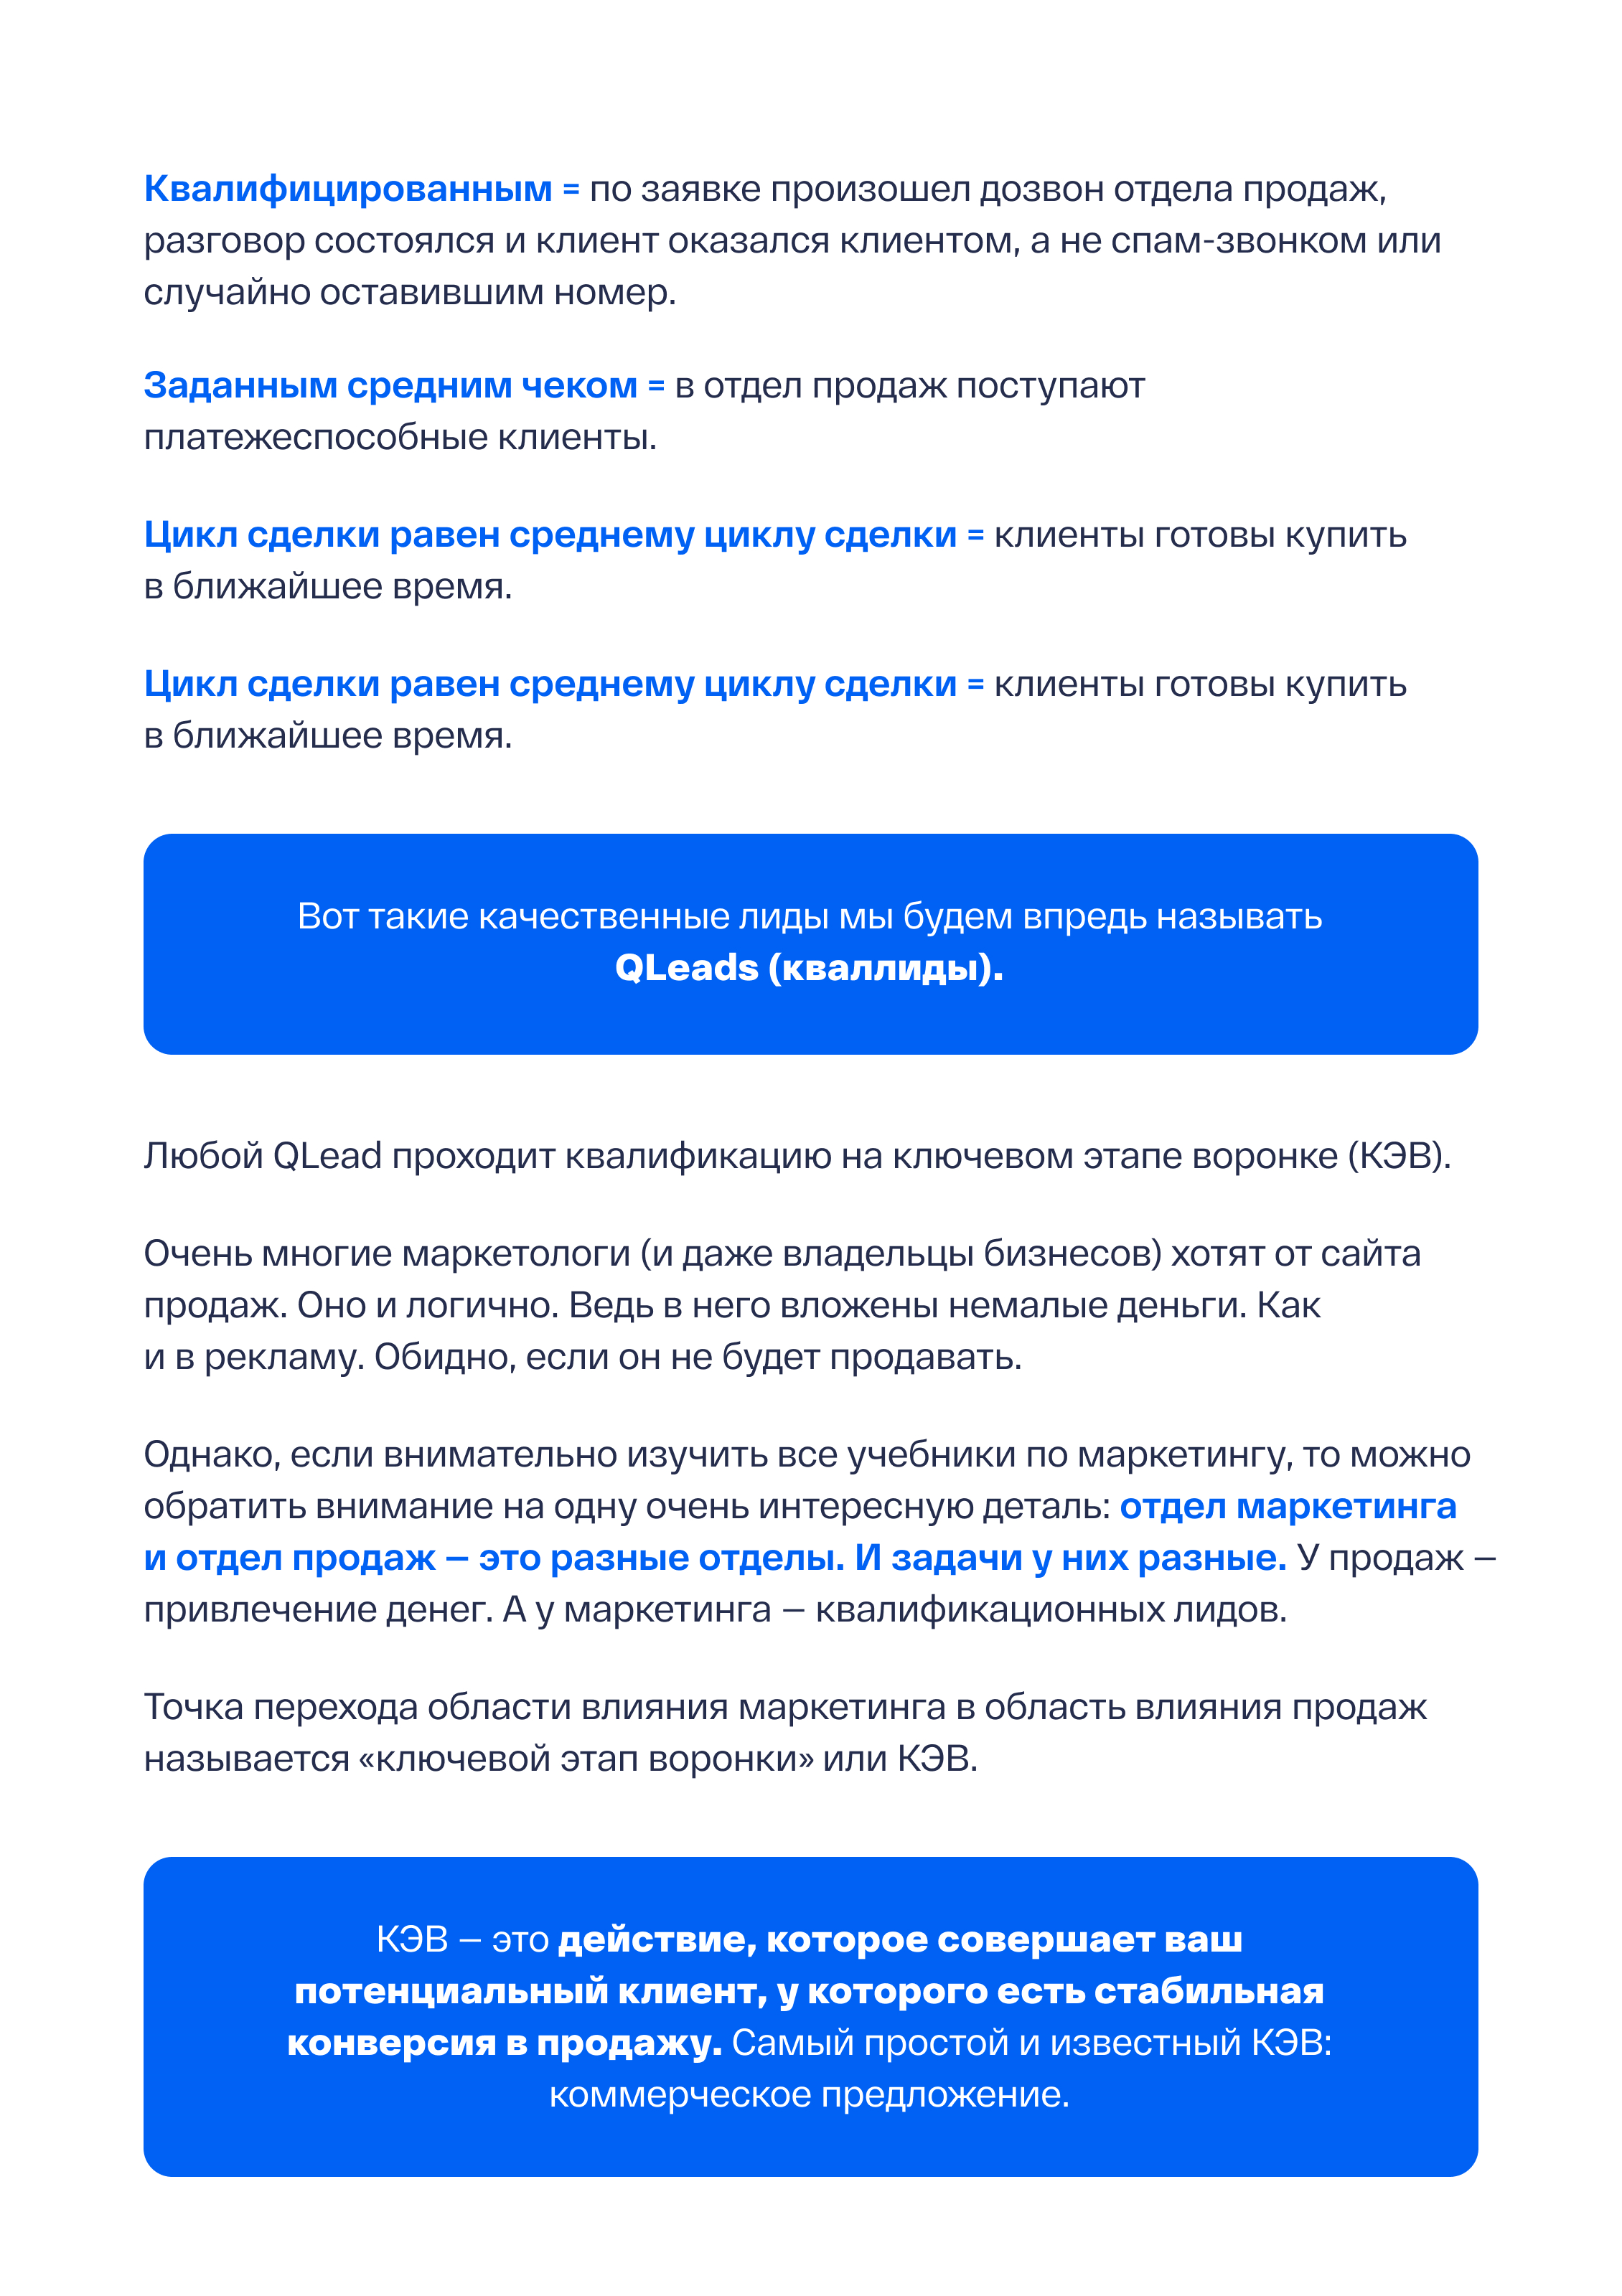 Квалифицированным = по заявке произошел дозвон отдела продаж,
разговор состоялся и клиент оказался клиентом, а не спам-звонком или
случайно оставившим номер.
Заданным средним чеком = в отдел продаж поступают
платежеспособные клиенты.
Цикл сделки равен среднему циклу сделки = клиенты готовы купить
в ближайшее время.
Цикл сделки равен среднему циклу сделки = клиенты готовы купить
в ближайшее время.
Вот такие качественные лиды мы будем впредь называть
QLeads (кваллиды).
Любой QLead проходит квалификацию на ключевом этапе воронке (КЭВ).
Очень многие маркетологи (и даже владельцы бизнесов) хотят от сайта
продаж. Оно и логично. Ведь в него вложены немалые деньги. Как
и в рекламу. Обидно, если он не будет продавать.
Однако, если внимательно изучить все учебники по маркетингу, то можно
обратить внимание на одну очень интересную деталь: отдел маркетинга
и отдел продаж – это разные отделы. И задачи у них разные. У продаж –
привлечение денег. А у маркетинга – квалификационных лидов.
Точка перехода области влияния маркетинга в область влияния продаж
называется «ключевой этап воронки» или КЭВ.
КЭВ – это действие, которое совершает ваш
потенциальный клиент, у которого есть стабильная
конверсия в продажу. Самый простой и известный КЭВ:
коммерческое предложение.